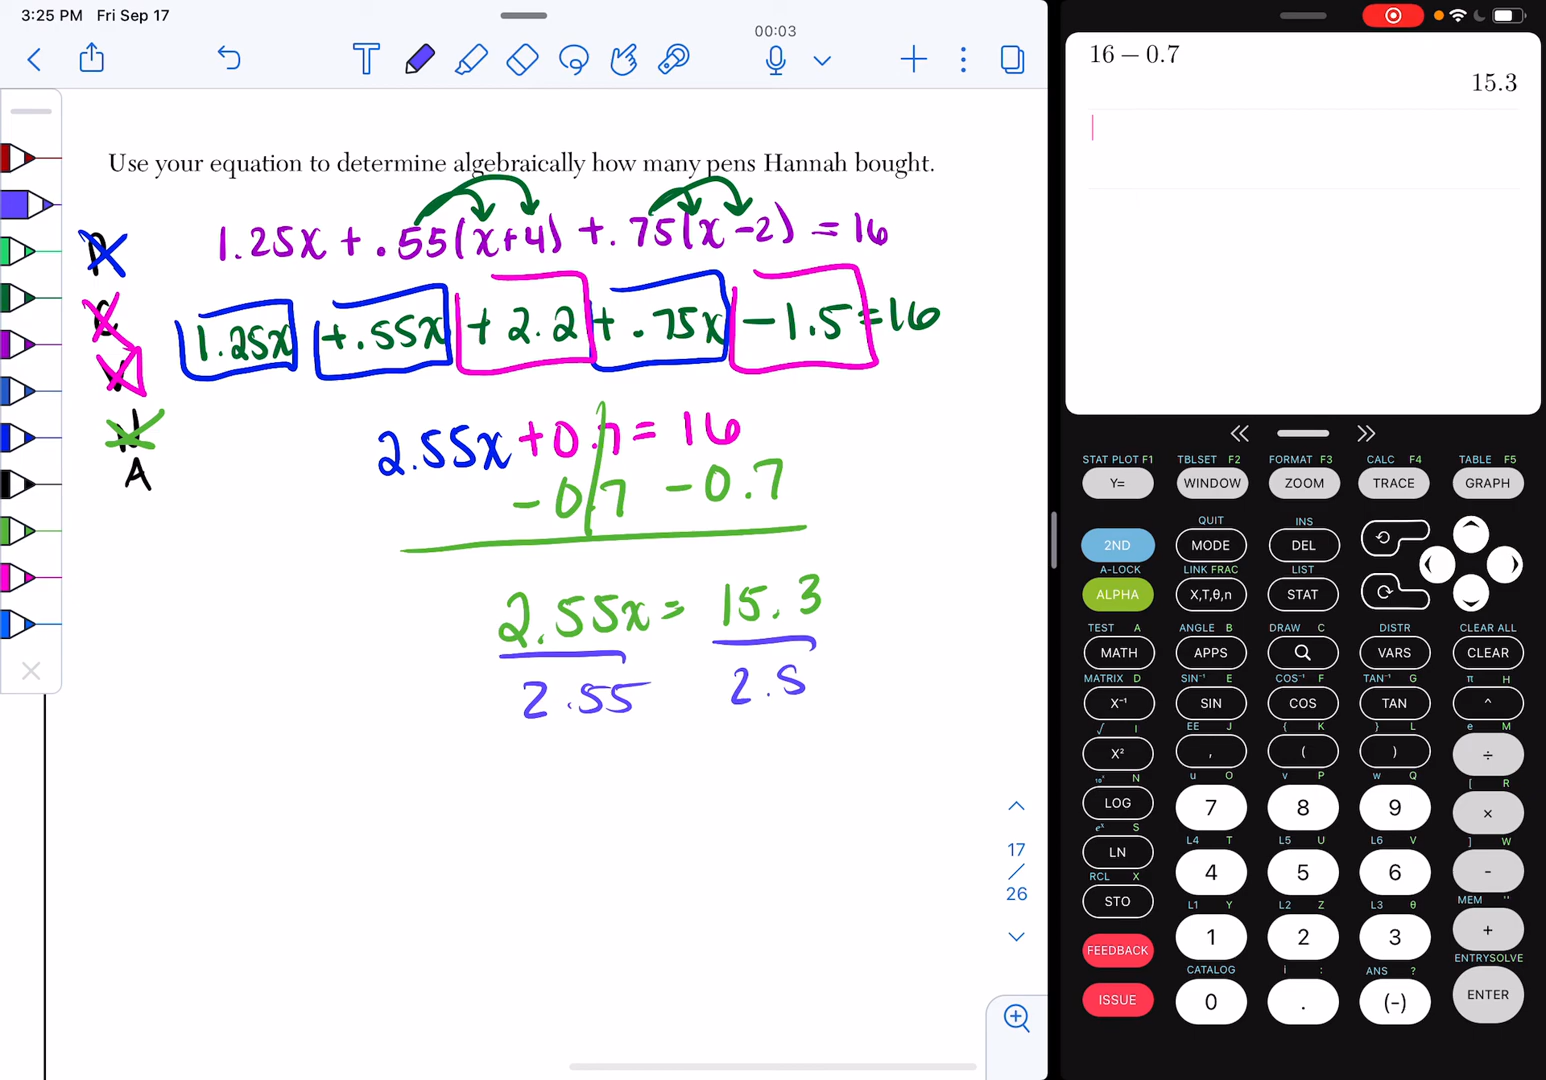 3:25 PM Fri Sep 17
00:03
Use your equation to determine algebraically how many pens Hannah bought.
1.25x + .55(x+4) + .75(x-2) = 16
1.25x + .55x + 2.2 + .75x - 1.5 = 16
2.55x + 0.7 = 16
- 0.7 - 0.7
A
2.55x = 15.3
2.55 2.5
17
/
26
16 – 0.7
15.3
STAT PLOT F1 TBLSET F2 FORMAT F3 CALC F4 TABLE F5
Y= WINDOW ZOOM TRACE GRAPH
QUIT INS
2ND MODE DEL
A-LOCK LINK FRAC LIST
ALPHA X,T,θ,n STAT
TEST A ANGLE B DRAW C DISTR CLEAR ALL
MATH APPS VARS CLEAR
MATRIX D SIN⁻¹ E COS⁻¹ F TAN⁻¹ G π H
X⁻¹ SIN COS TAN ^
√ I EE J { K } L e M
X² , ( ) ÷
10ˣ N u O v P w Q [ R
LOG 7 8 9 ×
eˣ S L4 T L5 U L6 V ] W
LN 4 5 6 -
RCL X L1 Y L2 Z L3 θ MEM "
STO 1 2 3 +
FEEDBACK
CATALOG i : ANS ? ENTRY SOLVE
ISSUE 0 . (-) ENTER